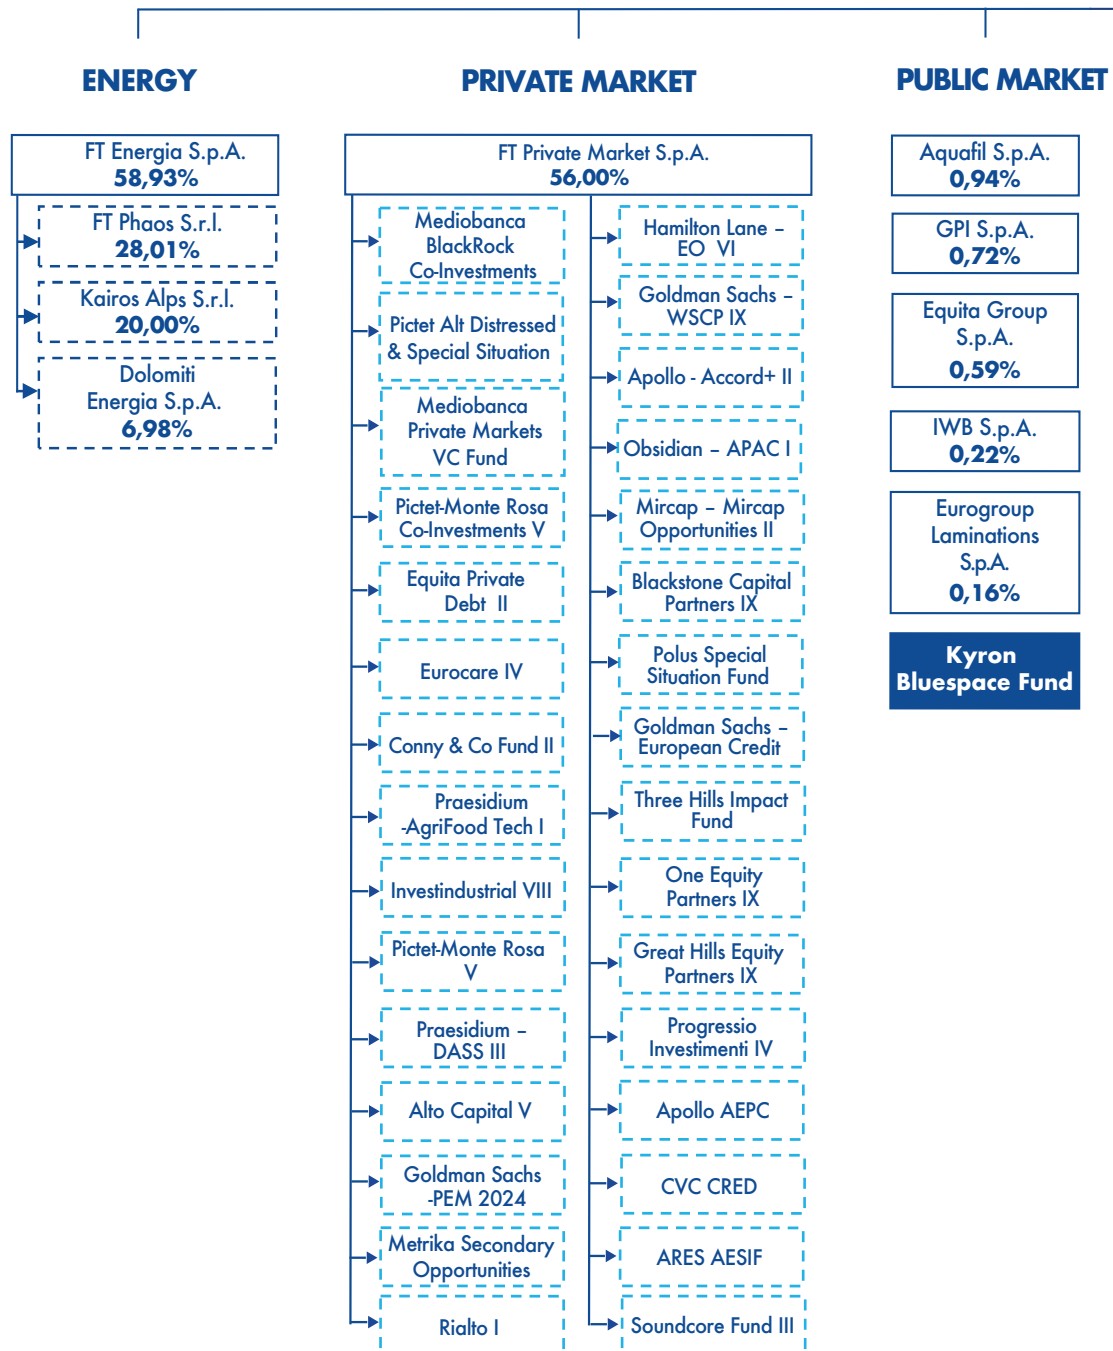 ENERGY
FT Energia S.p.A.
58,93%
FT Phaos S.r.l.
28,01%
Kairos Alps S.r.l.
20,00%
Dolomiti
Energia S.p.A.
6,98%
PRIVATE MARKET
FT Private Market S.p.A.
56,00%
Mediobanca
BlackRock
Co-Investments
Pictet Alt Distressed
& Special Situation
Mediobanca
Private Markets
VC Fund
Pictet-Monte Rosa
Co-Investments V
Equita Private
Debt II
Eurocare IV
Conny & Co Fund II
Praesidium
-AgriFood Tech I
Investindustrial VIII
Pictet-Monte Rosa
V
Praesidium –
DASS III
Alto Capital V
Goldman Sachs
-PEM 2024
Metrika Secondary
Opportunities
Rialto I
Hamilton Lane –
EO VI
Goldman Sachs –
WSCP IX
Apollo - Accord+ II
Obsidian – APAC I
Mircap – Mircap
Opportunities II
Blackstone Capital
Partners IX
Polus Special
Situation Fund
Goldman Sachs –
European Credit
Three Hills Impact
Fund
One Equity
Partners IX
Great Hills Equity
Partners IX
Progressio
Investimenti IV
Apollo AEPC
CVC CRED
ARES AESIF
Soundcore Fund III
PUBLIC MARKET
Aquafil S.p.A.
0,94%
GPI S.p.A.
0,72%
Equita Group
S.p.A.
0,59%
IWB S.p.A.
0,22%
Eurogroup
Laminations
S.p.A.
0,16%
Kyron
Bluespace Fund